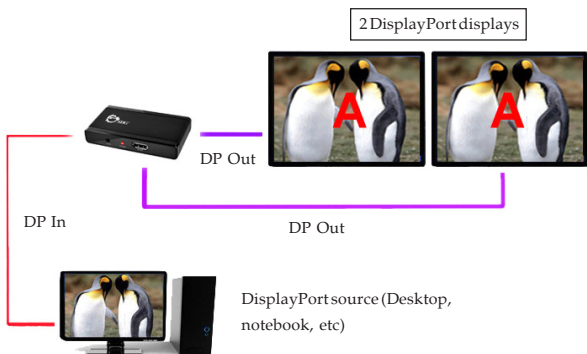 2 DisplayPort displays
A
A
DP Out
DP In
DP Out
DisplayPort source (Desktop,
notebook, etc)